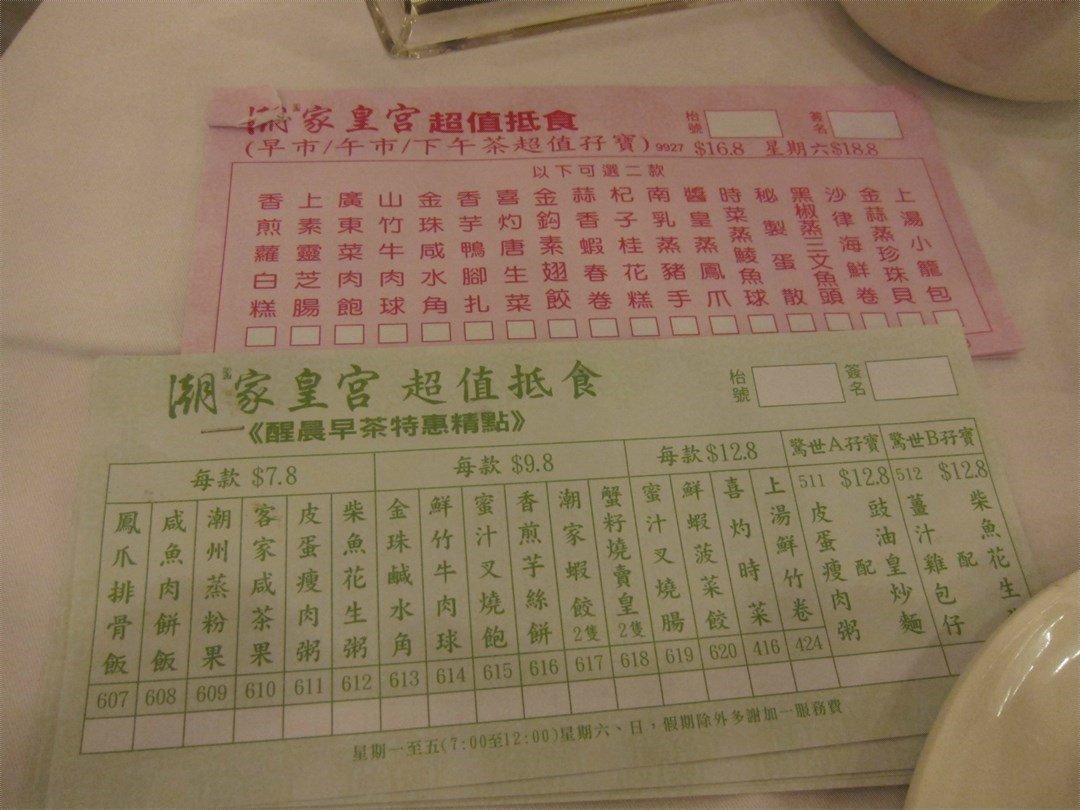 潮家皇宮 超值抵食
枱號
簽名
(早市/午市/下午茶超值孖寶) 9927 $16.8 星期六$18.8
以下可選二款
香煎蘿白糕
上素靈芝腸
廣東菜肉飽
山竹牛肉球
金珠咸水角
香芋鴨腳扎
喜灼唐生菜
金鈎素翅餃
蒜香蝦春卷
杞子桂花糕
南乳蒸豬手
醬皇蒸鳳爪
時菜蒸鯪魚球
秘製蛋散
黑椒蒸三文魚頭
沙律海鮮卷
金蒜蒸珍珠貝
上湯小籠包
潮家皇宮 超值抵食
枱號
簽名
《醒晨早茶特惠精點》
每款 $7.8
鳳爪排骨飯 607
咸魚肉餅飯 608
潮州蒸粉果 609
客家咸茶果 610
皮蛋瘦肉粥 611
柴魚花生粥 612
每款 $9.8
金珠鹹水角 613
鮮竹牛肉球 614
蜜汁叉燒飽 615
香煎芋絲餅 616
潮家蝦餃2隻 617
蟹籽燒賣皇2隻 618
每款 $12.8
蜜汁叉燒腸 619
鮮蝦菠菜餃 620
喜灼時菜 416
上湯鮮竹卷 424
驚世A孖寶
511 $12.8
皮蛋瘦肉粥
配
豉油皇炒麵
驚世B孖寶
512 $12.8
薑汁雞包仔
配
柴魚花生
星期一至五(7:00至12:00)星期六、日，假期除外多謝加一服務費